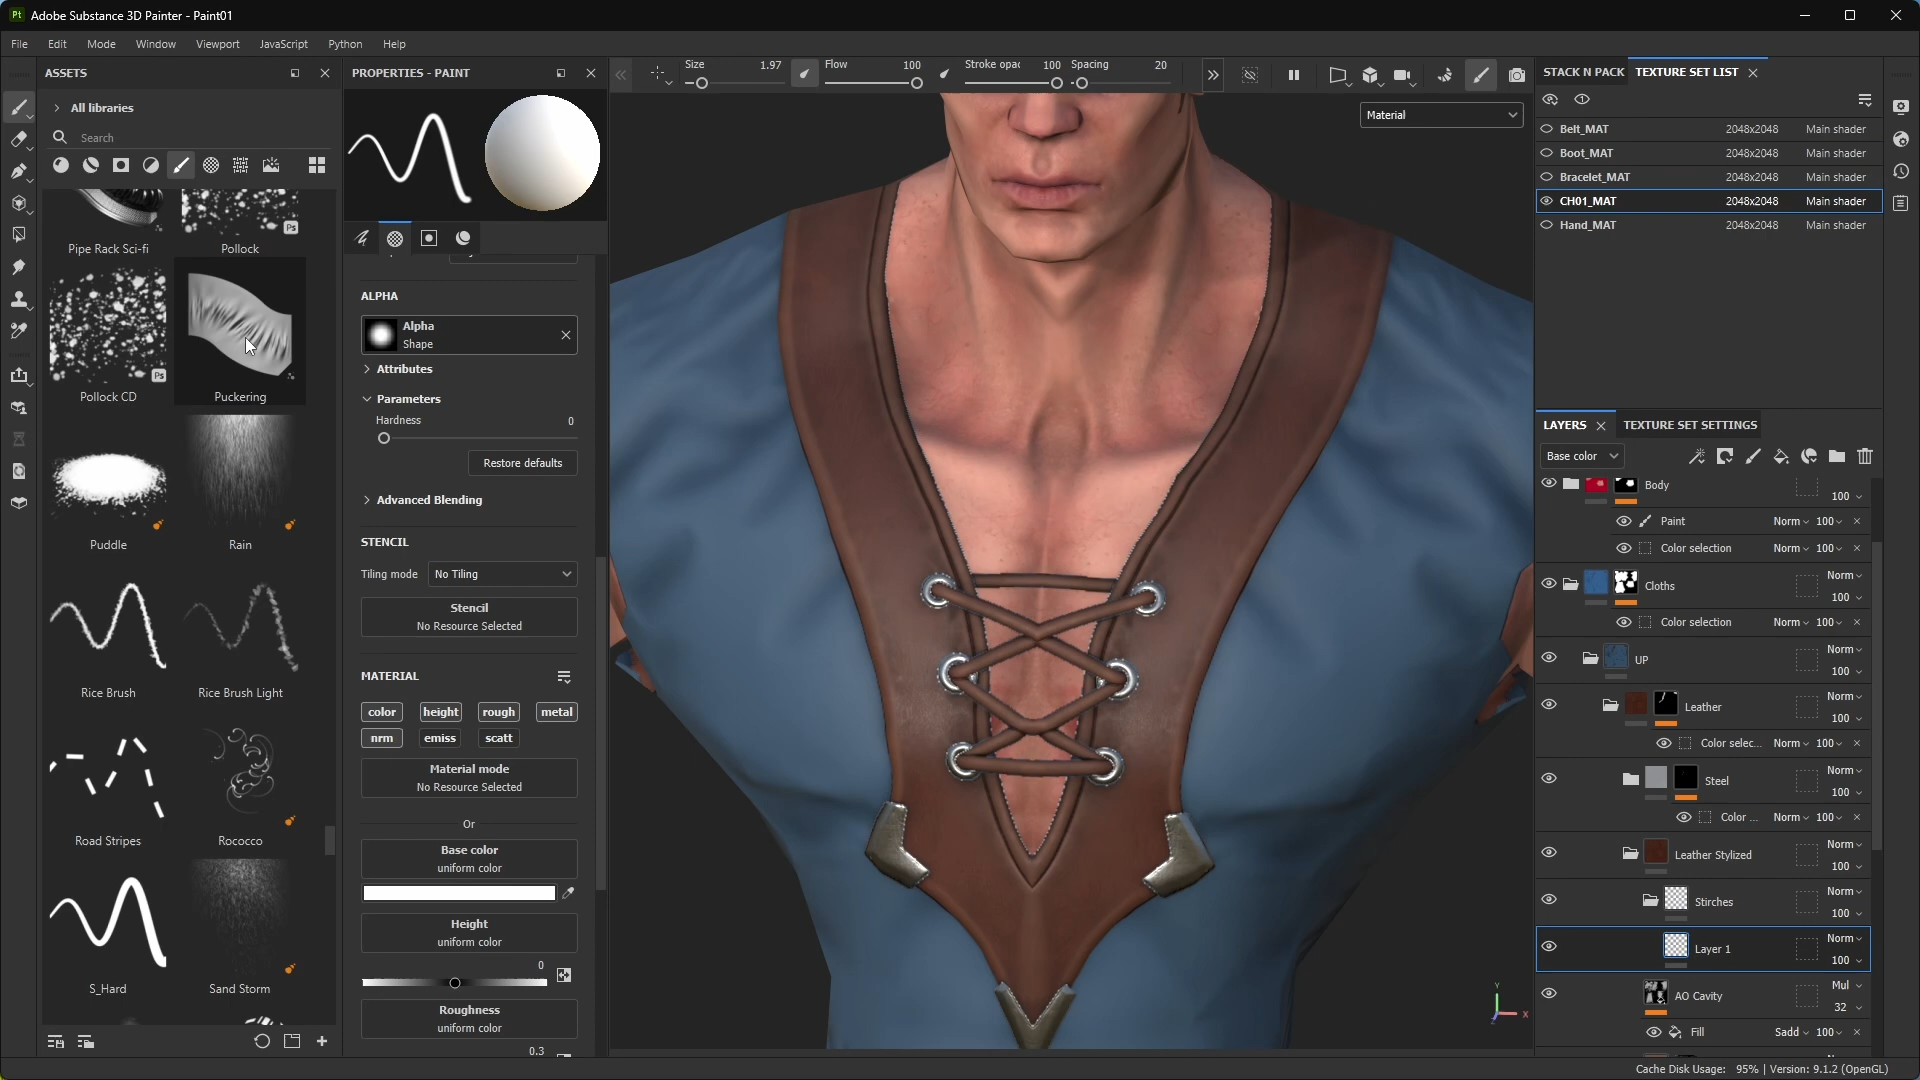 Pt Adobe Substance 3D Painter - Paint01
File Edit Mode Window Viewport JavaScript Python Help
ASSETS
All libraries
Search
Pipe Rack Sci-fi
Pollock
Ps
Pollock CD
Ps
Puckering
Puddle
Rain
Rice Brush
Rice Brush Light
Road Stripes
Rococco
S_Hard
Sand Storm
PROPERTIES - PAINT
ALPHA
Alpha
Shape
Attributes
Parameters
Hardness 0
Restore defaults
Advanced Blending
STENCIL
Tiling mode No Tiling
Stencil
No Resource Selected
MATERIAL
color height rough metal
nrm emiss scatt
Material mode
No Resource Selected
Or
Base color
uniform color
Height
uniform color
0
Roughness
uniform color
0.3
Size 1.97 Flow 100 Stroke opac 100 Spacing 20
Material
Y
X
Z
STACK N PACK TEXTURE SET LIST
Belt_MAT 2048x2048 Main shader
Boot_MAT 2048x2048 Main shader
Bracelet_MAT 2048x2048 Main shader
CH01_MAT 2048x2048 Main shader
Hand_MAT 2048x2048 Main shader
LAYERS TEXTURE SET SETTINGS
Base color
Body 100
Paint Norm 100
Color selection Norm 100
Cloths Norm 100
Color selection Norm 100
UP Norm 100
Leather Norm 100
Color selec... Norm 100
Steel Norm 100
Color ... Norm 100
Leather Stylized Norm 100
Stirches Norm 100
Layer 1 Norm 100
AO Cavity Mul 32
Fill Sadd 100
Cache Disk Usage: 95% | Version: 9.1.2 (OpenGL)